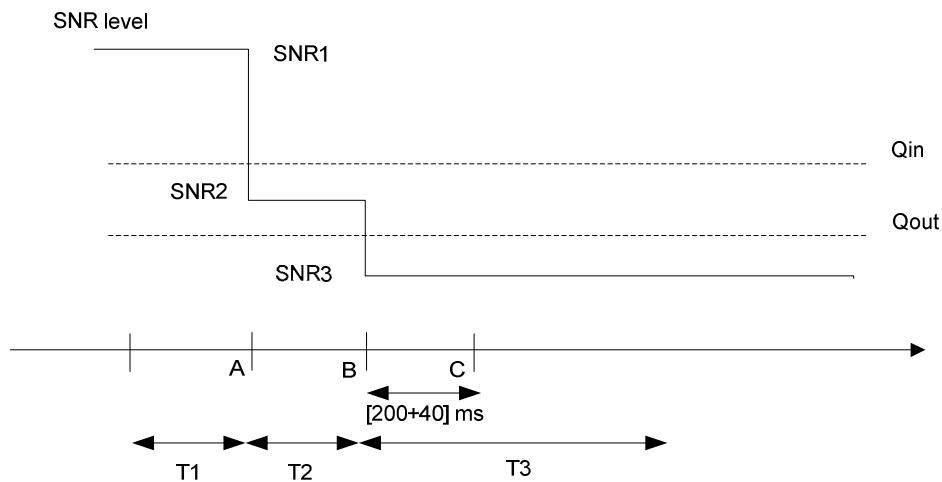 SNR level
SNR1
Qin
SNR2
Qout
SNR3
A
B
C
[200+40] ms
T1
T2
T3